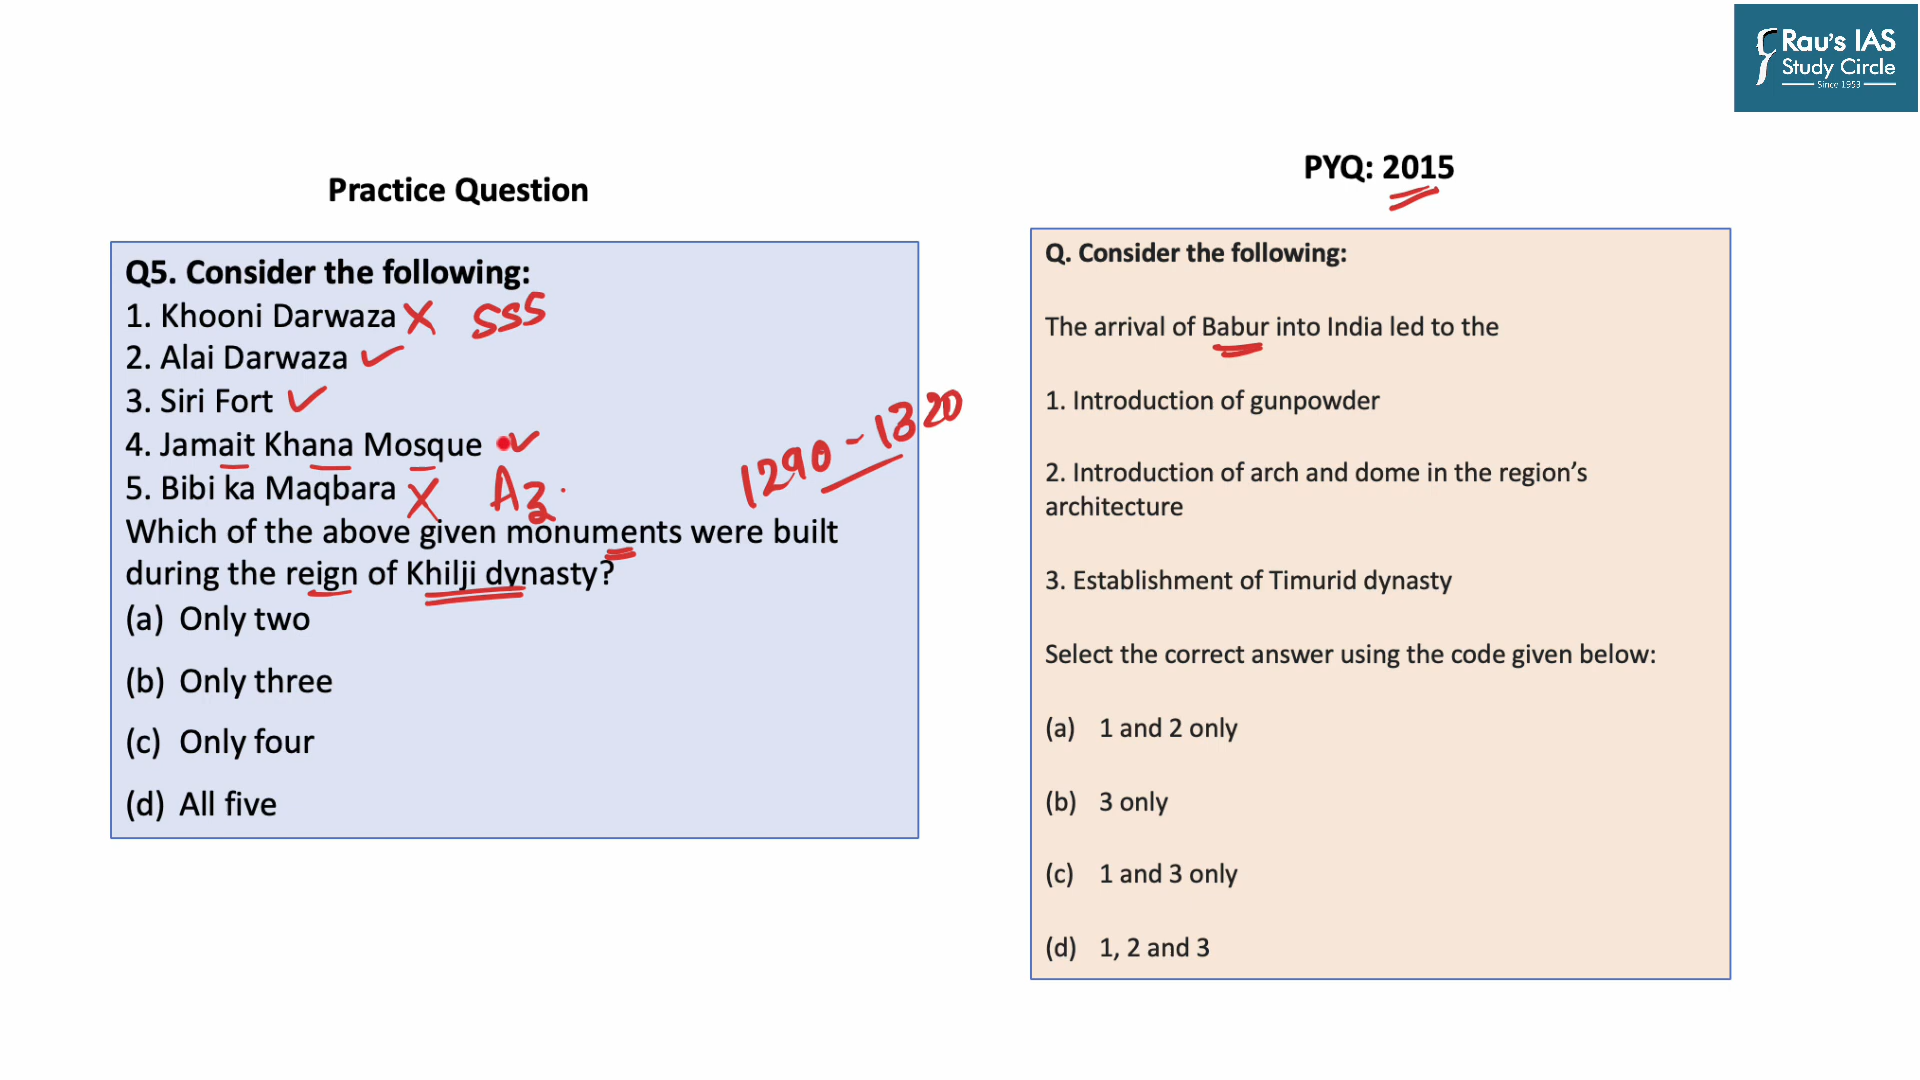 Rau's IAS
Study Circle
Since 1953
Practice Question
Q5. Consider the following:
1. Khooni Darwaza X SSS
2. Alai Darwaza ✓
3. Siri Fort ✓
4. Jamait Khana Mosque ✓
5. Bibi ka Maqbara X Az.
1290-1320
Which of the above given monuments were built
during the reign of Khilji dynasty?
(a) Only two
(b) Only three
(c) Only four
(d) All five
PYQ: 2015
Q. Consider the following:
The arrival of Babur into India led to the
1. Introduction of gunpowder
2. Introduction of arch and dome in the region's
architecture
3. Establishment of Timurid dynasty
Select the correct answer using the code given below:
(a) 1 and 2 only
(b) 3 only
(c) 1 and 3 only
(d) 1, 2 and 3